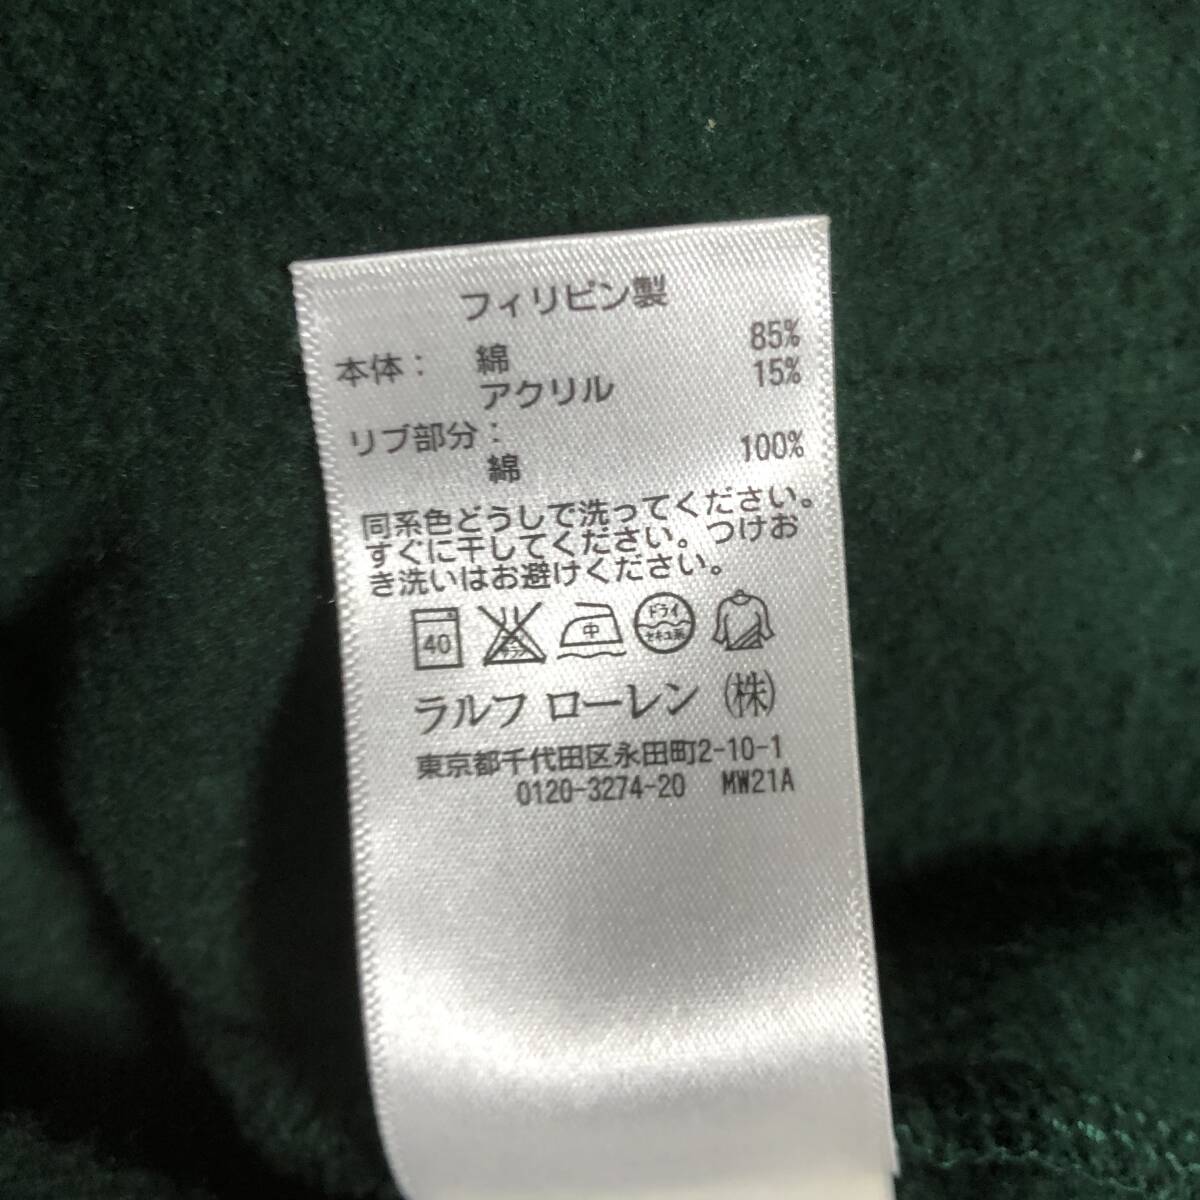 フィリピン製
本体： 綿 85%
アクリル 15%
リブ部分：
綿 100%
同系色どうしで洗ってください。
すぐに干してください。つけお
き洗いはお避けください。
40 中 ドライ セキユ系
ラルフ ローレン ㈱
東京都千代田区永田町2-10-1
0120-3274-20 MW21A